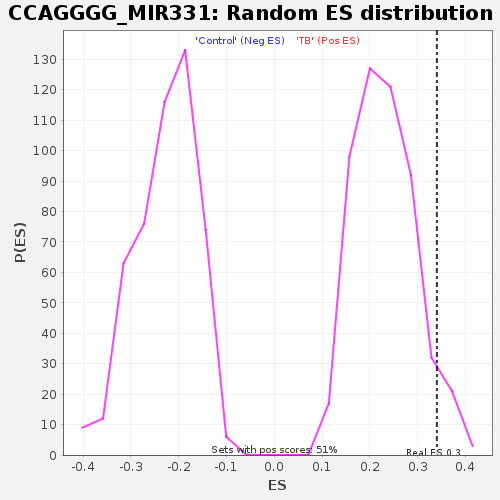 CCAGGGG_MIR331: Random ES distribution
'Control' (Neg ES) 'TB' (Pos ES)
P(ES)
130
120
110
100
90
80
70
60
50
40
30
20
10
0
Sets with pos scores: 51%
Real ES 0.3
-0.4 -0.3 -0.2 -0.1 0.0 0.1 0.2 0.3 0.4
ES